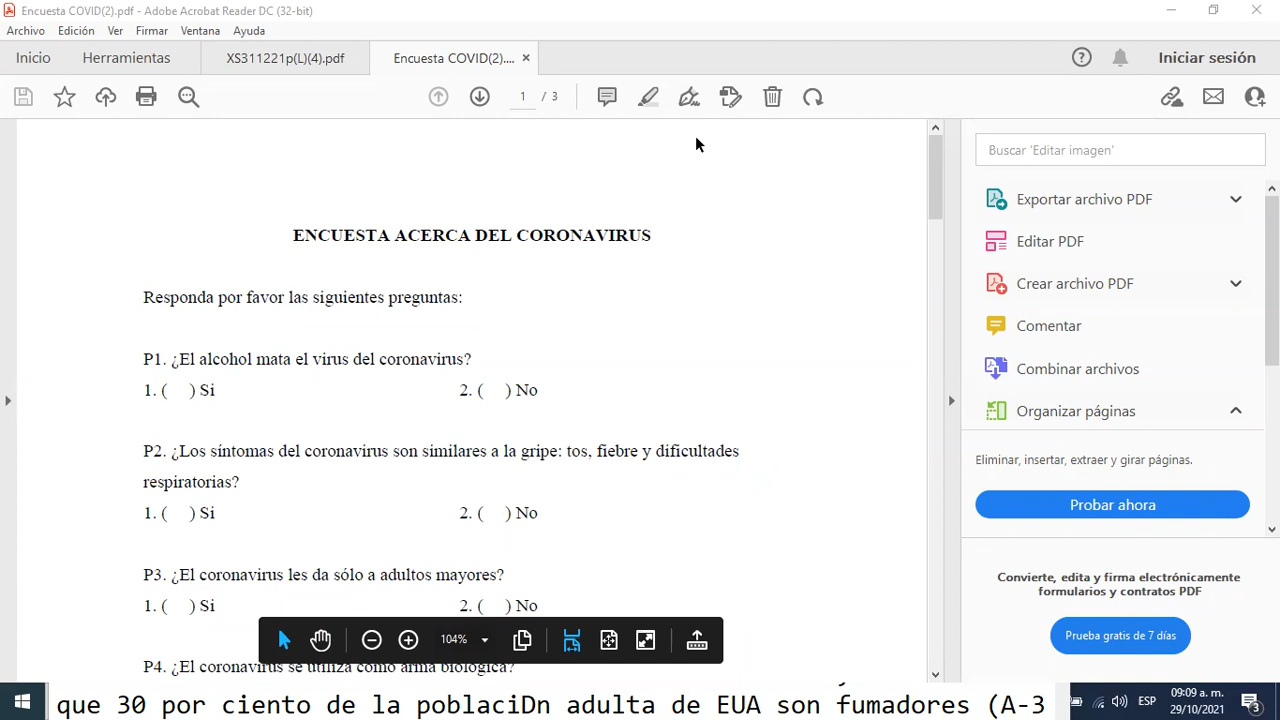 Encuesta COVID(2).pdf - Adobe Acrobat Reader DC (32-bit)
Archivo Edición Ver Firmar Ventana Ayuda
Inicio Herramientas XS311221p(L)(4).pdf Encuesta COVID(2).... × Iniciar sesión
1 / 3
Buscar 'Editar imagen'
Exportar archivo PDF
Editar PDF
Crear archivo PDF
Comentar
Combinar archivos
Organizar páginas
Eliminar, insertar, extraer y girar páginas.
Probar ahora
Convierte, edita y firma electrónicamente
formularios y contratos PDF
Prueba gratis de 7 días
ENCUESTA ACERCA DEL CORONAVIRUS
Responda por favor las siguientes preguntas:
P1. ¿El alcohol mata el virus del coronavirus?
1. ( ) Si 2. ( ) No
P2. ¿Los síntomas del coronavirus son similares a la gripe: tos, fiebre y dificultades
respiratorias?
1. ( ) Si 2. ( ) No
P3. ¿El coronavirus les da sólo a adultos mayores?
1. ( ) Si 2. ( ) No
P4. ¿El coronavirus se utiliza como arma biológica?
104%
que 30 por ciento de la poblaciDn adulta de EUA son fumadores (A-3
ESP
09:09 a. m.
29/10/2021
3